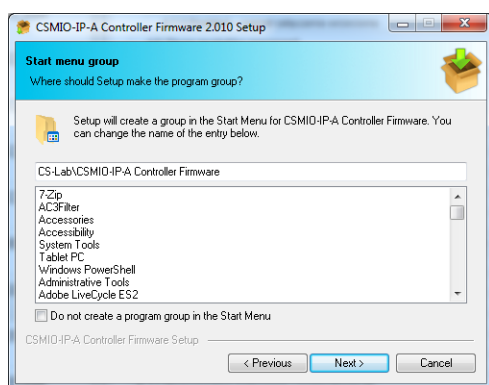 CSMIO-IP-A Controller Firmware 2.010 Setup
Start menu group
Where should Setup make the program group?
Setup will create a group in the Start Menu for CSMIO-IP-A Controller Firmware. You
can change the name of the entry below.
CS-Lab\CSMIO-IP-A Controller Firmware
7-Zip
AC3Filter
Accessories
Accessibility
System Tools
Tablet PC
Windows PowerShell
Administrative Tools
Adobe LiveCycle ES2
Do not create a program group in the Start Menu
CSMIO-IP-A Controller Firmware Setup
< Previous
Next >
Cancel